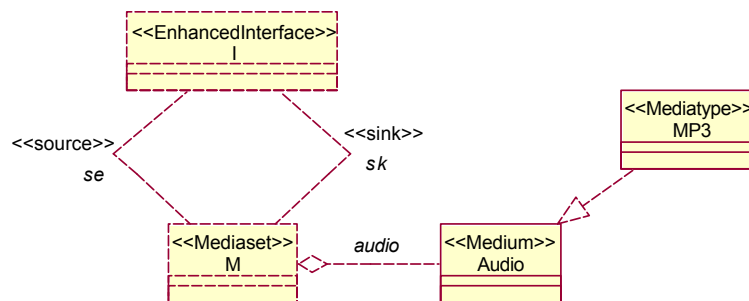 <<EnhancedInterface>>
I
<<Mediatype>>
MP3
<<source>>
se
<<sink>>
sk
<<Mediaset>>
M
audio
<<Medium>>
Audio